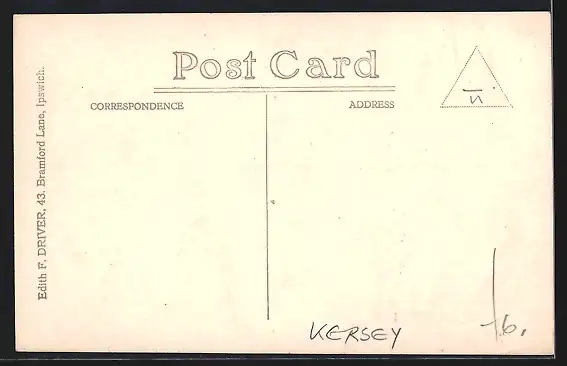 Post Card
CORRESPONDENCE
ADDRESS
Edith F. DRIVER, 43. Bramford Lane, Ipswich.
KERSEY